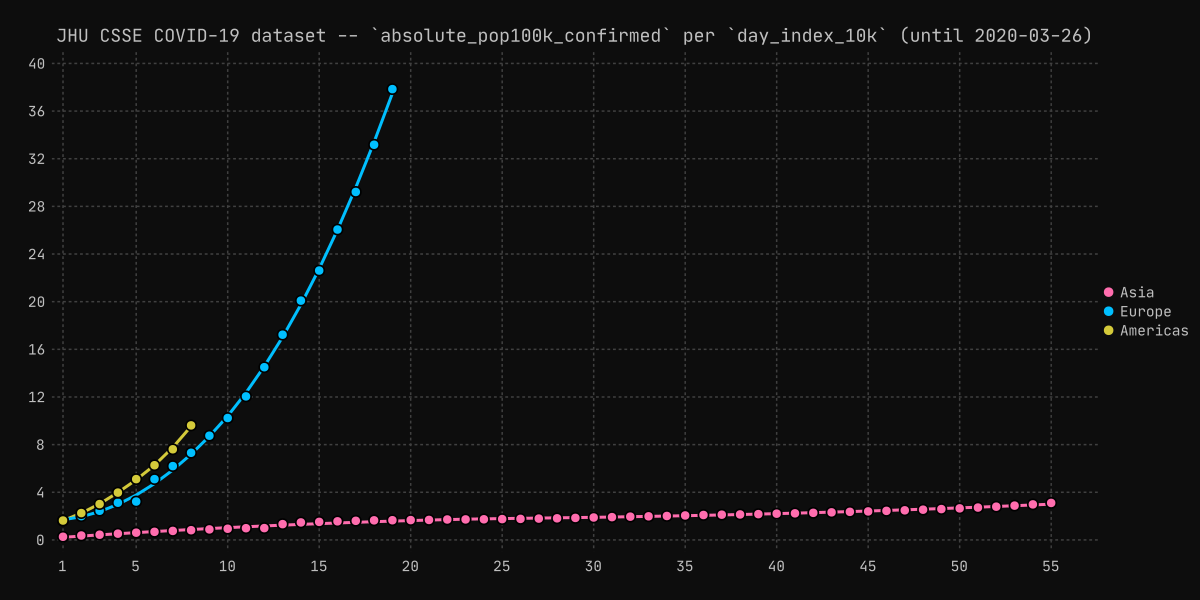 JHU CSSE COVID-19 dataset -- `absolute_pop100k_confirmed` per `day_index_10k` (until 2020-03-26)
40
36
32
28
24
20
16
12
8
4
0
1 5 10 15 20 25 30 35 40 45 50 55
Asia
Europe
Americas